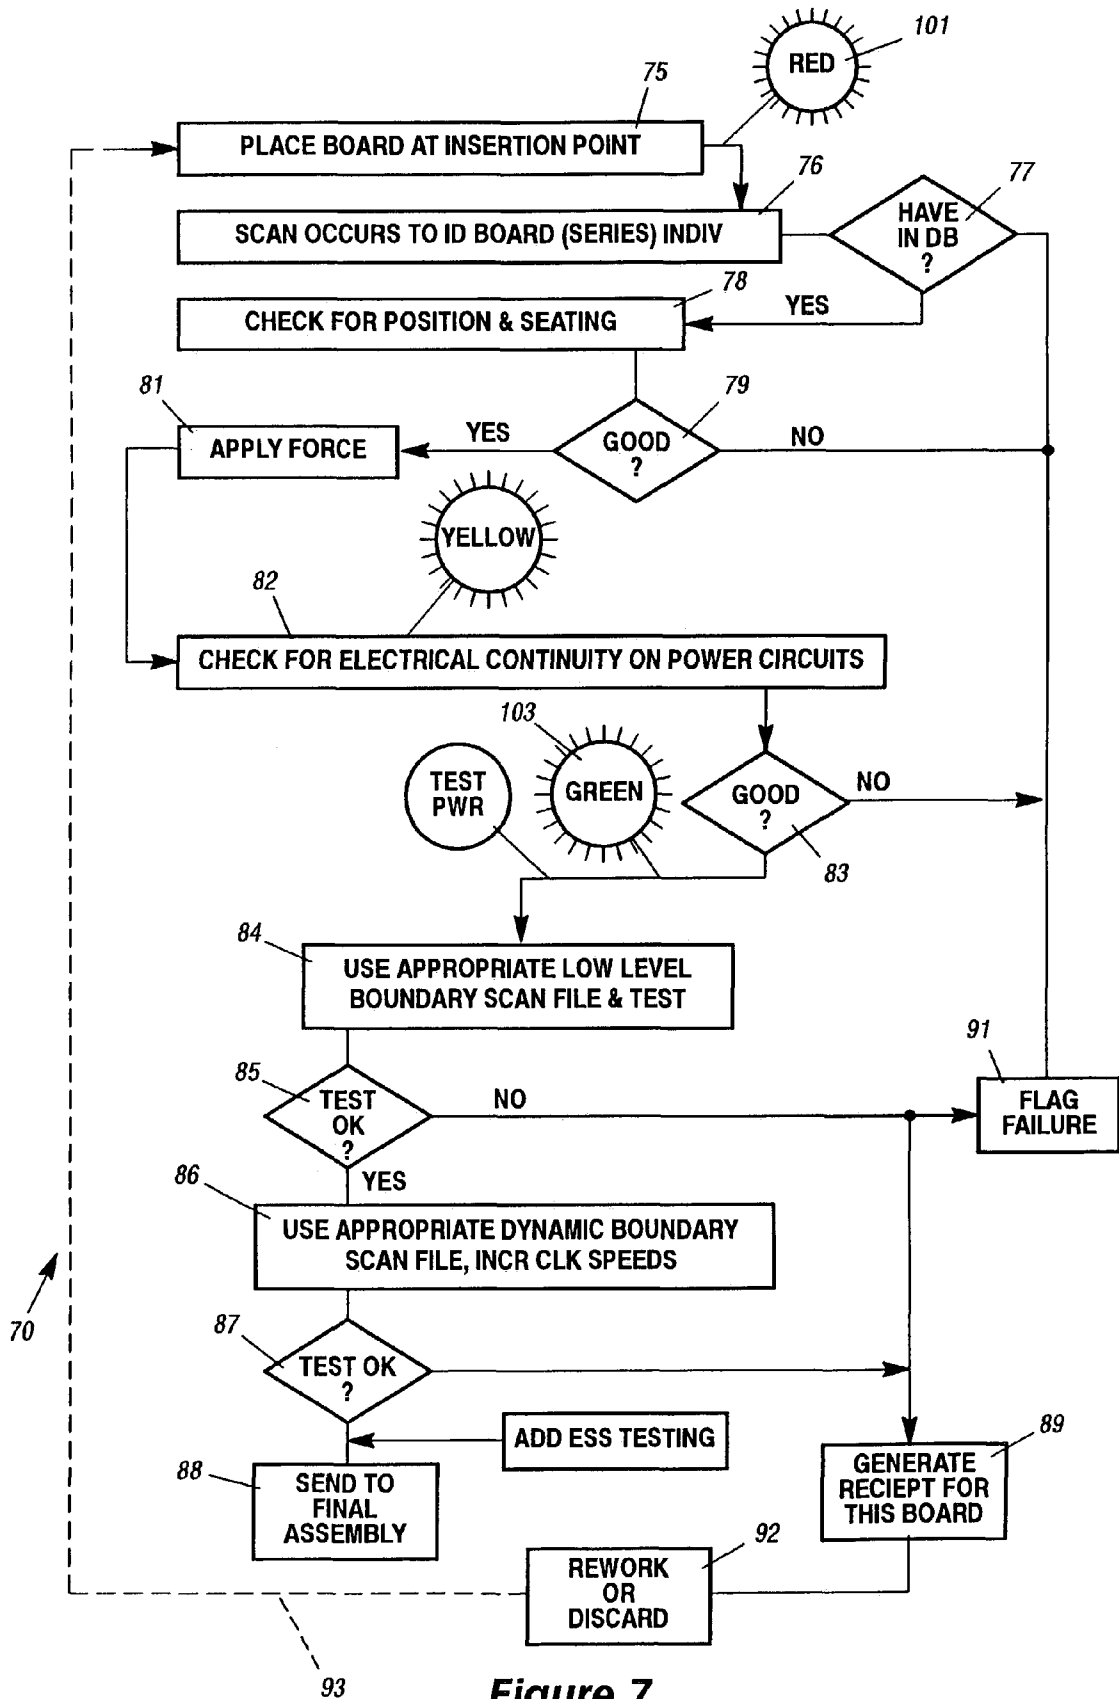 101
RED
75
PLACE BOARD AT INSERTION POINT
76
77
SCAN OCCURS TO ID BOARD (SERIES) INDIV
HAVE
IN DB
?
78
CHECK FOR POSITION & SEATING
YES
81
79
APPLY FORCE
YES
GOOD
?
NO
YELLOW
82
CHECK FOR ELECTRICAL CONTINUITY ON POWER CIRCUITS
103
TEST
PWR
GREEN
GOOD
?
NO
83
84
USE APPROPRIATE LOW LEVEL
BOUNDARY SCAN FILE & TEST
91
85
TEST
OK
?
NO
FLAG
FAILURE
YES
86
USE APPROPRIATE DYNAMIC BOUNDARY
SCAN FILE, INCR CLK SPEEDS
70
87
TEST OK
?
ADD ESS TESTING
89
88
SEND TO
FINAL
ASSEMBLY
GENERATE
RECIEPT FOR
THIS BOARD
92
REWORK
OR
DISCARD
93
Figure 7